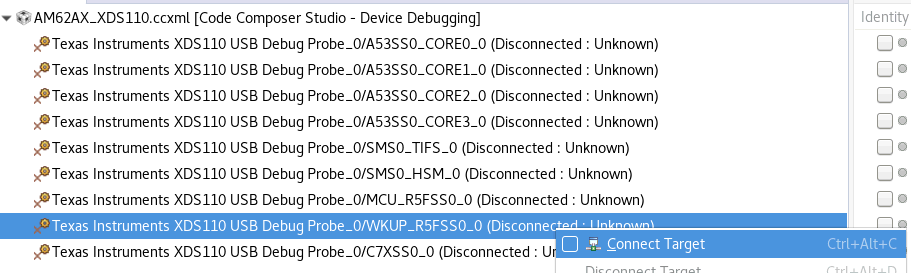 AM62AX_XDS110.ccxml [Code Composer Studio - Device Debugging]
Identity
Texas Instruments XDS110 USB Debug Probe_0/A53SS0_CORE0_0 (Disconnected : Unknown)
Texas Instruments XDS110 USB Debug Probe_0/A53SS0_CORE1_0 (Disconnected : Unknown)
Texas Instruments XDS110 USB Debug Probe_0/A53SS0_CORE2_0 (Disconnected : Unknown)
Texas Instruments XDS110 USB Debug Probe_0/A53SS0_CORE3_0 (Disconnected : Unknown)
Texas Instruments XDS110 USB Debug Probe_0/SMS0_TIFS_0 (Disconnected : Unknown)
Texas Instruments XDS110 USB Debug Probe_0/SMS0_HSM_0 (Disconnected : Unknown)
Texas Instruments XDS110 USB Debug Probe_0/MCU_R5FSS0_0 (Disconnected : Unknown)
Texas Instruments XDS110 USB Debug Probe_0/WKUP_R5FSS0_0 (Disconnected : Unknown)
Texas Instruments XDS110 USB Debug Probe_0/C7XSS0_0 (Disconnected : Un
Connect Target Ctrl+Alt+C
Disconnect Target Ctrl+Alt+D